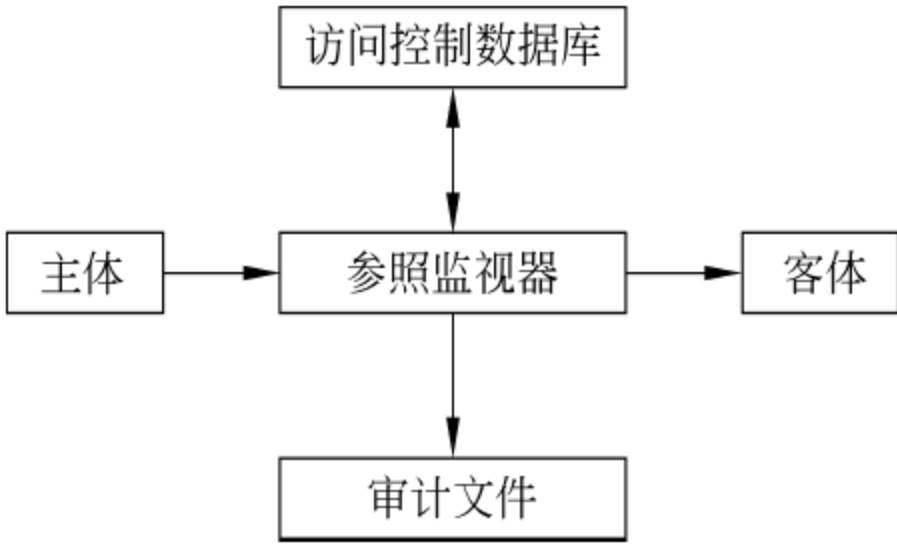 访问控制数据库
主体
参照监视器
客体
审计文件